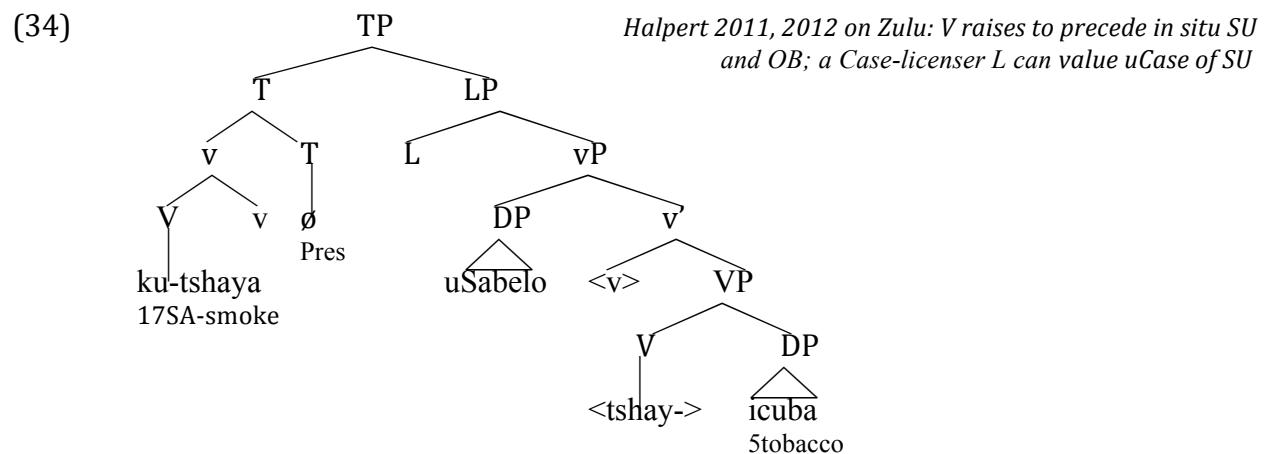 (34) TP Halpert 2011, 2012 on Zulu: V raises to precede in situ SU
and OB; a Case-licenser L can value uCase of SU
T LP
v T L vP
V v ø DP v'
Pres
ku-tshaya uSabelo <v> VP
17SA-smoke
V DP
<tshay-> icuba
5tobacco